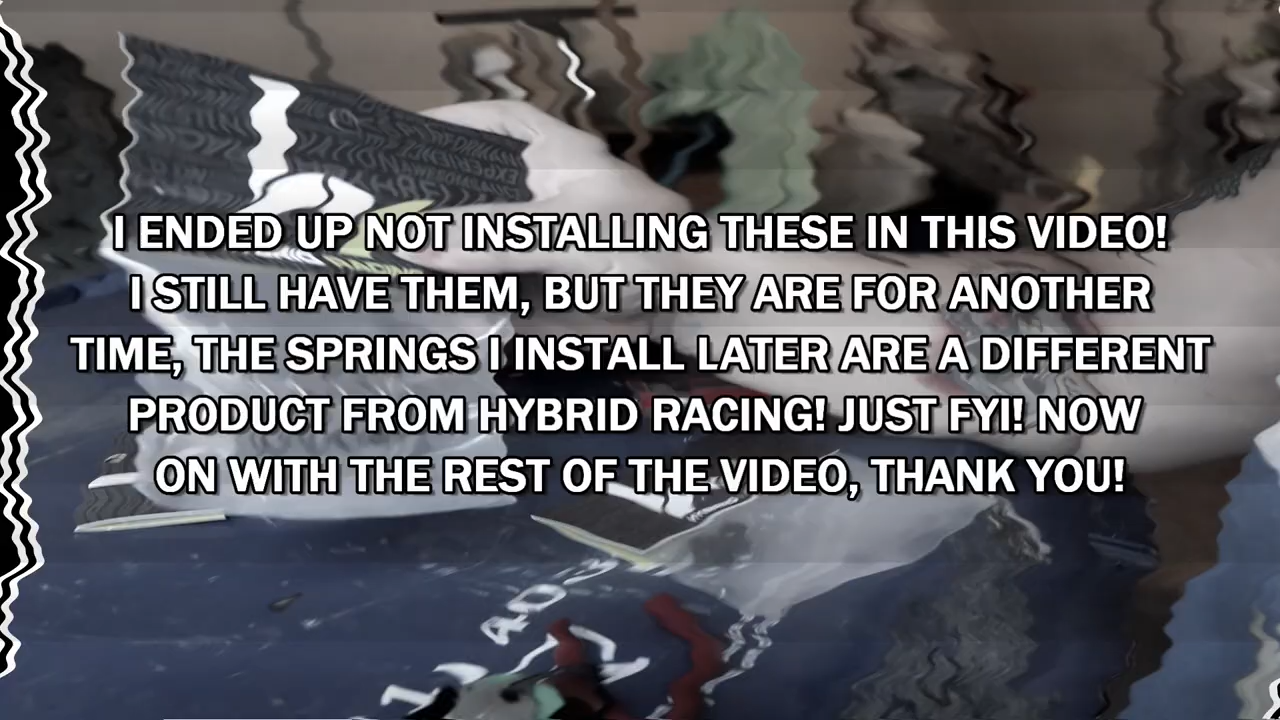 I ENDED UP NOT INSTALLING THESE IN THIS VIDEO!
I STILL HAVE THEM, BUT THEY ARE FOR ANOTHER
TIME, THE SPRINGS I INSTALL LATER ARE A DIFFERENT
PRODUCT FROM HYBRID RACING! JUST FYI! NOW
ON WITH THE REST OF THE VIDEO, THANK YOU!